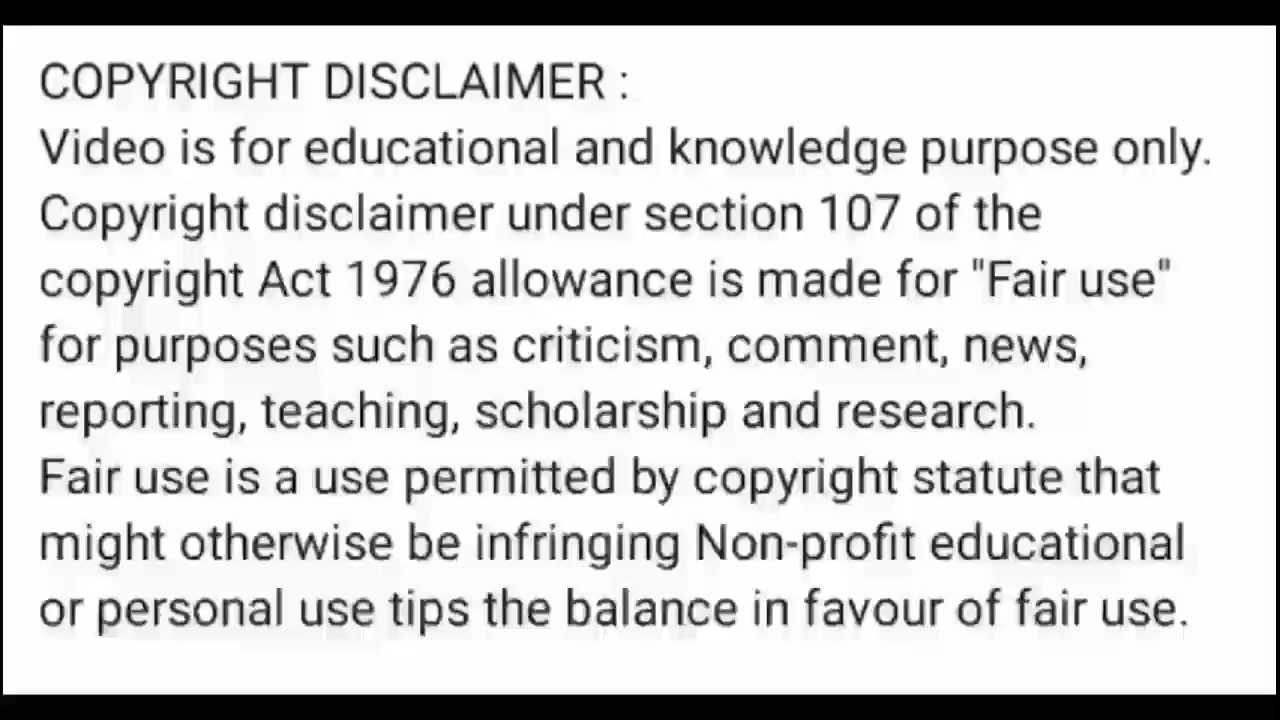 COPYRIGHT DISCLAIMER :
Video is for educational and knowledge purpose only.
Copyright disclaimer under section 107 of the
copyright Act 1976 allowance is made for "Fair use"
for purposes such as criticism, comment, news,
reporting, teaching, scholarship and research.
Fair use is a use permitted by copyright statute that
might otherwise be infringing Non-profit educational
or personal use tips the balance in favour of fair use.